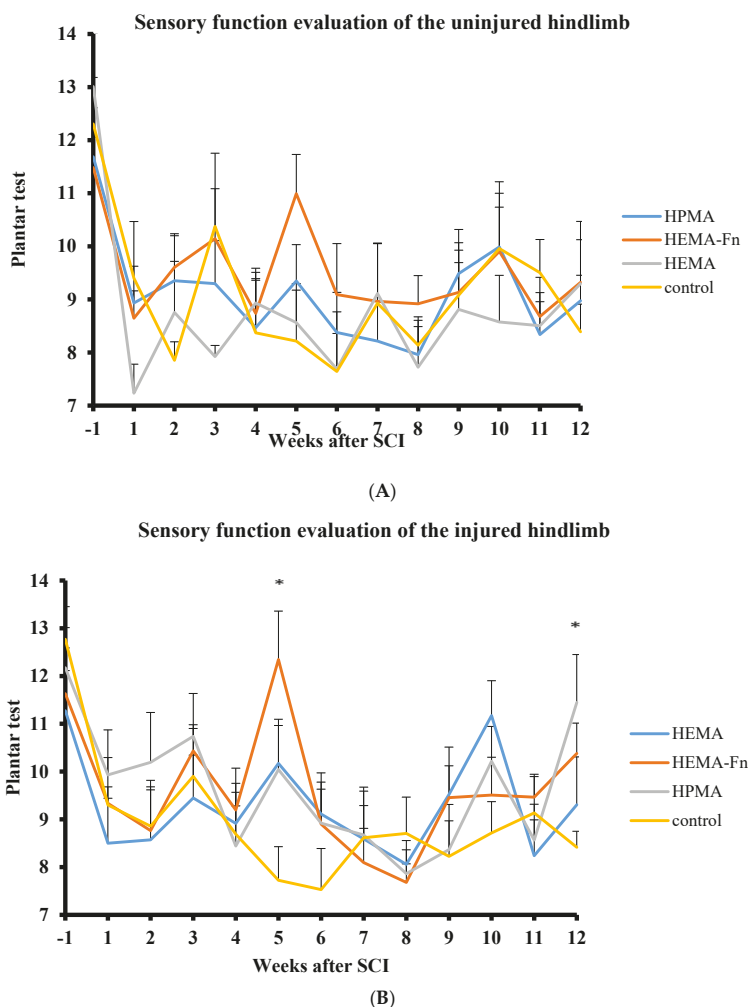 Sensory function evaluation of the uninjured hindlimb
14
13
12
11
10
9
8
7
Plantar test
-1 1 2 3 4 5 6 7 8 9 10 11 12
Weeks after SCI
HPMA
HEMA-Fn
HEMA
control
(A)
Sensory function evaluation of the injured hindlimb
14
13
12
11
10
9
8
7
Plantar test
* *
-1 1 2 3 4 5 6 7 8 9 10 11 12
Weeks after SCI
HEMA
HEMA-Fn
HPMA
control
(B)